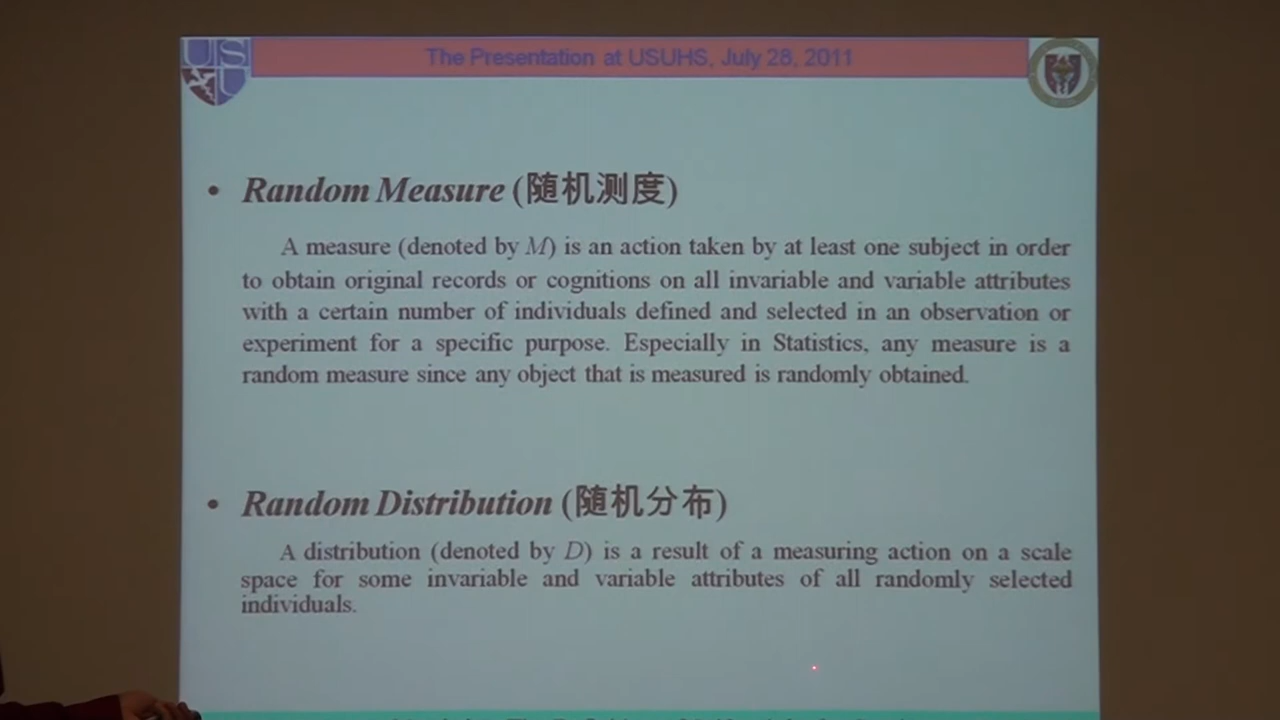 The Presentation at USUHS, July 28, 2011
• Random Measure (随机测度)
A measure (denoted by M) is an action taken by at least one subject in order
to obtain original records or cognitions on all invariable and variable attributes
with a certain number of individuals defined and selected in an observation or
experiment for a specific purpose. Especially in Statistics, any measure is a
random measure since any object that is measured is randomly obtained.
• Random Distribution (随机分布)
A distribution (denoted by D) is a result of a measuring action on a scale
space for some invariable and variable attributes of all randomly selected
individuals.